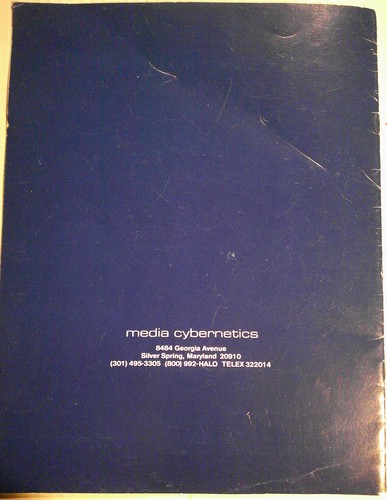 media cybernetics
8484 Georgia Avenue
Silver Spring, Maryland 20910
(301) 495-3305 (800) 992-HALO TELEX 322014